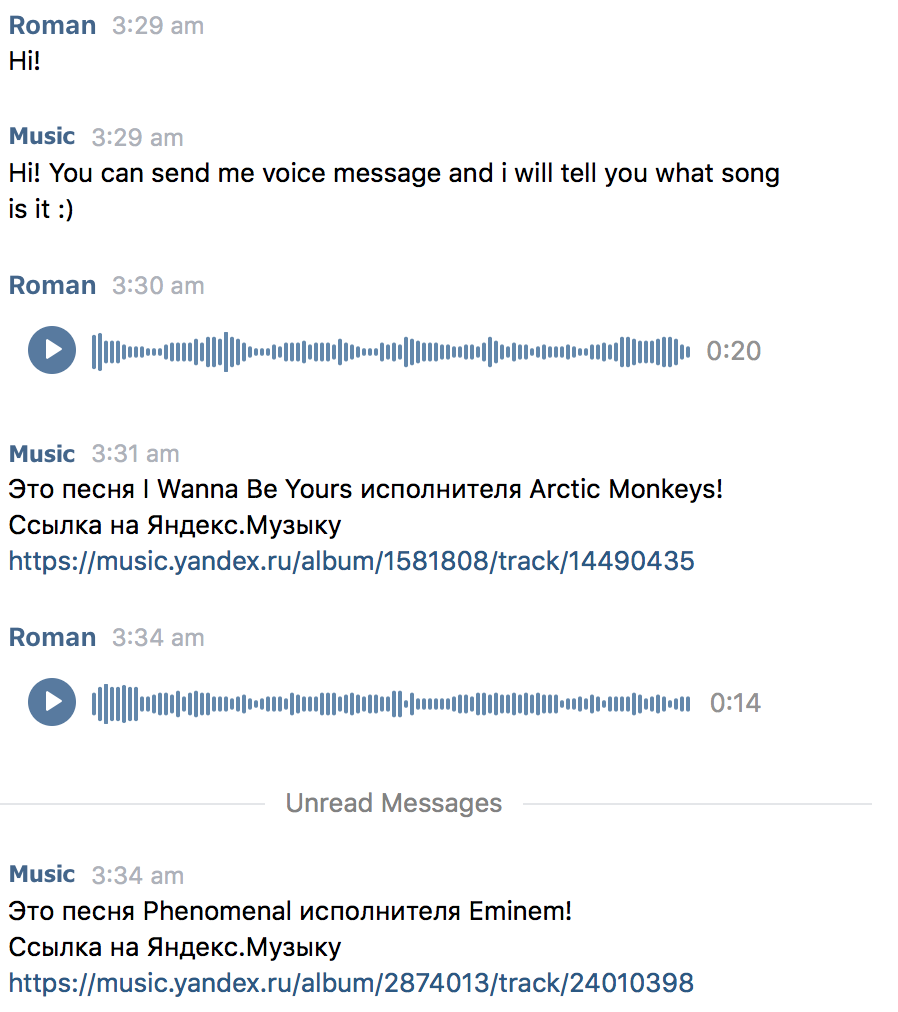 Roman 3:29 am
Hi!
Music 3:29 am
Hi! You can send me voice message and i will tell you what song
is it :)
Roman 3:30 am
0:20
Music 3:31 am
Это песня I Wanna Be Yours исполнителя Arctic Monkeys!
Ссылка на Яндекс.Музыку
https://music.yandex.ru/album/1581808/track/14490435
Roman 3:34 am
0:14
Unread Messages
Music 3:34 am
Это песня Phenomenal исполнителя Eminem!
Ссылка на Яндекс.Музыку
https://music.yandex.ru/album/2874013/track/24010398